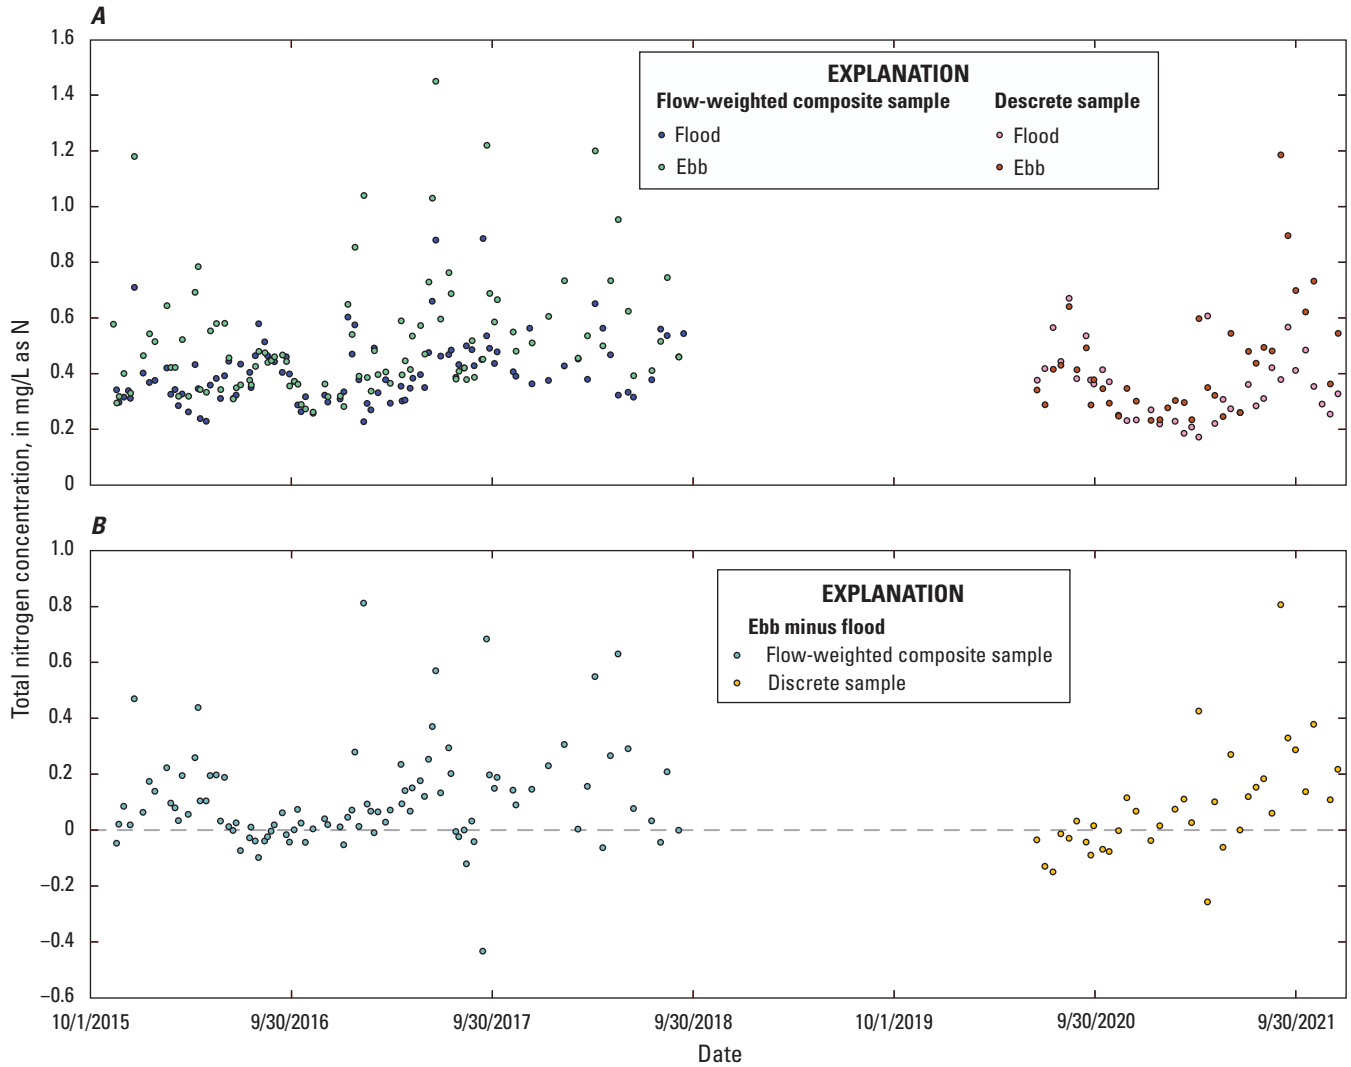 A
Total nitrogen concentration, in mg/L as N
1.6
1.4
1.2
1.0
0.8
0.6
0.4
0.2
0
EXPLANATION
Flow-weighted composite sample Descrete sample
Flood Flood
Ebb Ebb
B
1.0
0.8
0.6
0.4
0.2
0
−0.2
−0.4
−0.6
EXPLANATION
Ebb minus flood
Flow-weighted composite sample
Discrete sample
10/1/2015 9/30/2016 9/30/2017 9/30/2018 10/1/2019 9/30/2020 9/30/2021
Date